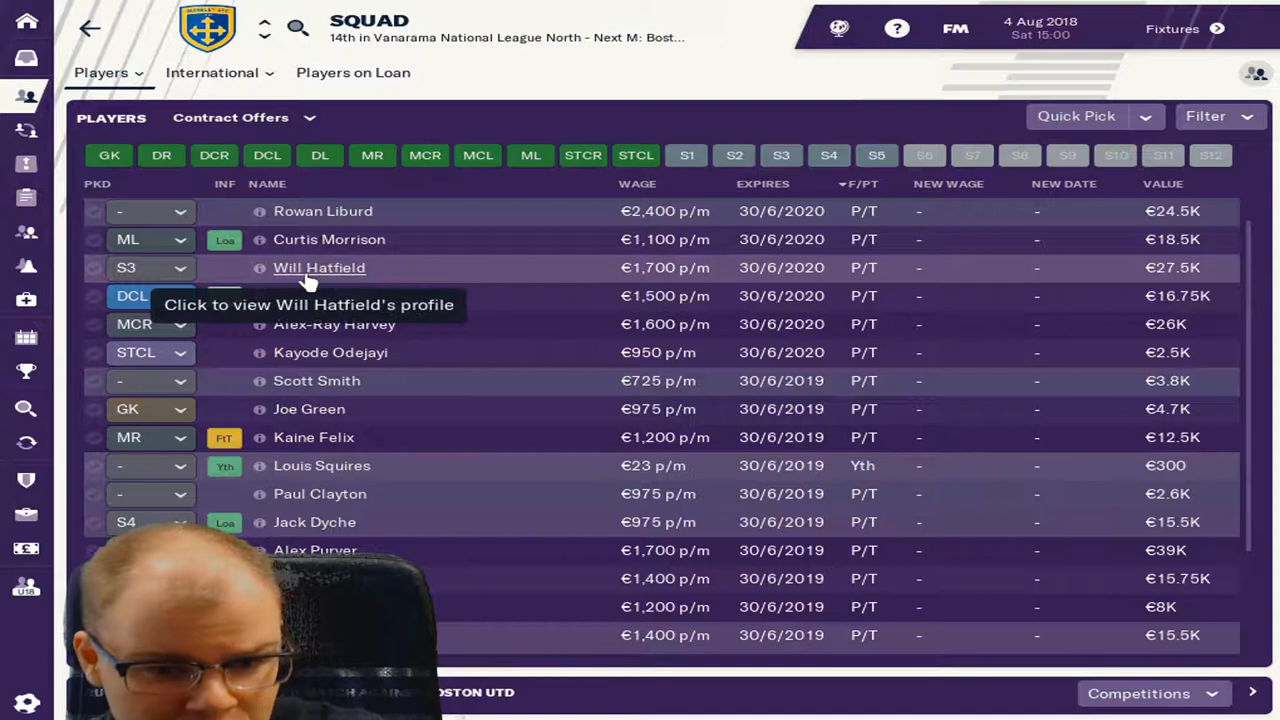 SQUAD
14th in Vanarama National League North - Next M: Bost...
? FM 4 Aug 2018
Sat 15:00
Fixtures
Players International Players on Loan
PLAYERS Contract Offers Quick Pick Filter
GK DR DCR DCL DL MR MCR MCL ML STCR STCL S1 S2 S3 S4 S5 S6 S7 S8 S9 S10 S11 S12
PKD INF NAME WAGE EXPIRES F/PT NEW WAGE NEW DATE VALUE
- Rowan Liburd €2,400 p/m 30/6/2020 P/T - - €24.5K
ML Loa Curtis Morrison €1,100 p/m 30/6/2020 P/T - - €18.5K
S3 Will Hatfield €1,700 p/m 30/6/2020 P/T - - €27.5K
DCL €1,500 p/m 30/6/2020 P/T - - €16.75K
Click to view Will Hatfield's profile
MCR Alex-Ray Harvey €1,600 p/m 30/6/2020 P/T - - €26K
STCL Kayode Odejayi €950 p/m 30/6/2020 P/T - - €2.5K
- Scott Smith €725 p/m 30/6/2019 P/T - - €3.8K
GK Joe Green €975 p/m 30/6/2019 P/T - - €4.7K
MR FtT Kaine Felix €1,200 p/m 30/6/2019 P/T - - €12.5K
- Yth Louis Squires €23 p/m 30/6/2019 Yth - - €300
- Paul Clayton €975 p/m 30/6/2019 P/T - - €2.6K
S4 Loa Jack Dyche €975 p/m 30/6/2019 P/T - - €15.5K
Alex Purver €1,700 p/m 30/6/2019 P/T - - €39K
€1,400 p/m 30/6/2019 P/T - - €15.75K
€1,200 p/m 30/6/2019 P/T - - €8K
€1,400 p/m 30/6/2019 P/T - - €15.5K
OSTON UTD Competitions
U18